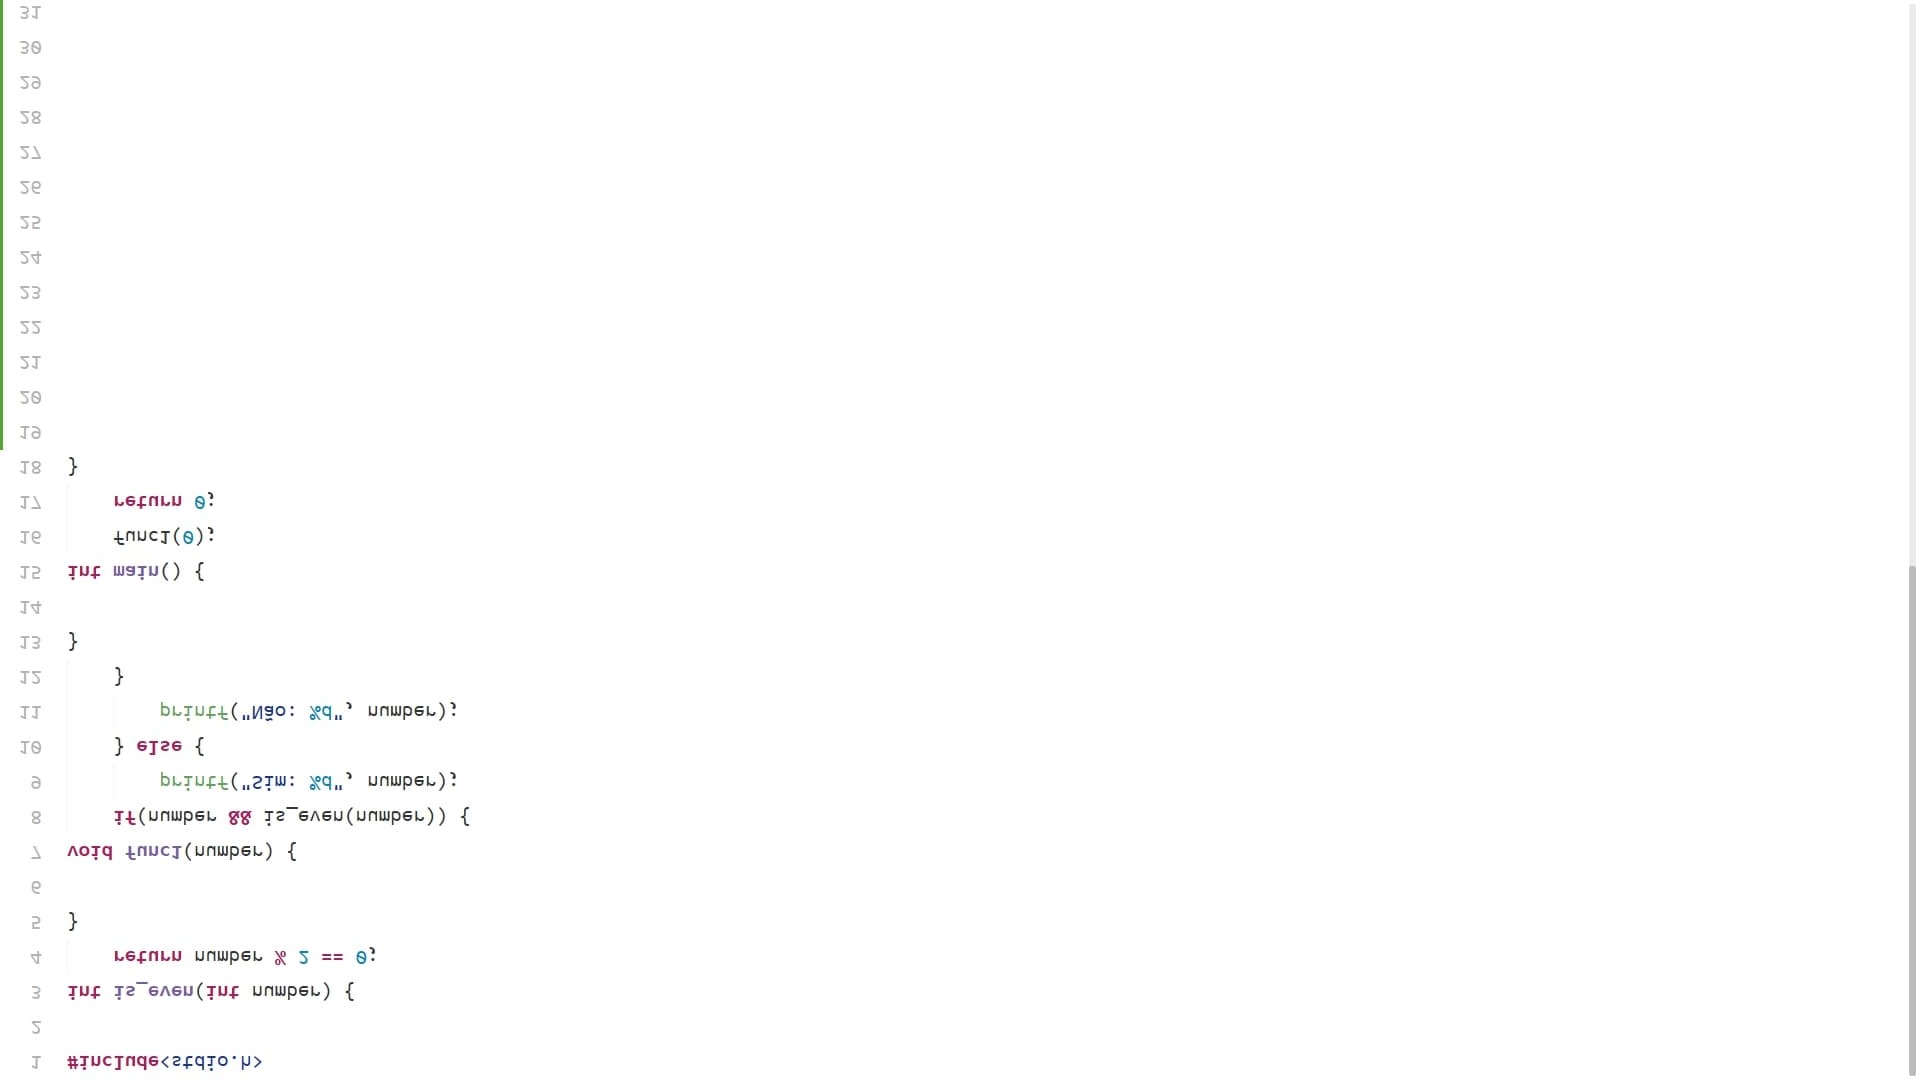 1 #include<stdio.h>
2
3 int is_even(int number) {
4     return number % 2 == 0;
5 }
6
7 void func1(number) {
8     if(number && is_even(number)) {
9         printf("Sim: %d", number);
10     } else {
11         printf("Não: %d", number);
12     }
13 }
14
15 int main() {
16     func1(0);
17     return 0;
18 }
19
20
21
22
23
24
25
26
27
28
29
30
31